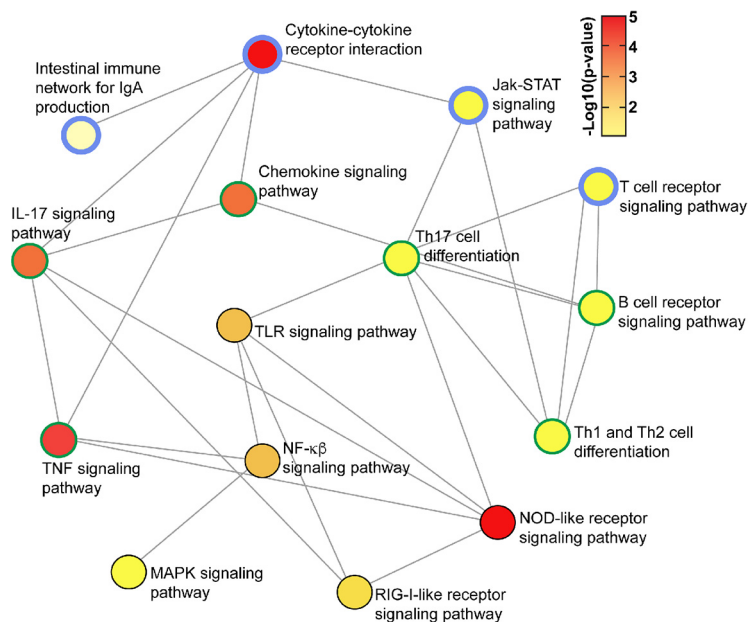 Cytokine-cytokine
receptor interaction
Intestinal immune
network for IgA
production
Jak-STAT
signaling
pathway
-Log10(p-value)
5
4
3
2
Chemokine signaling
pathway
T cell receptor
signaling pathway
IL-17 signaling
pathway
Th17 cell
differentiation
B cell receptor
signaling pathway
TLR signaling pathway
Th1 and Th2 cell
differentiation
NF-κβ
signaling pathway
TNF signaling
pathway
NOD-like receptor
signaling pathway
MAPK signaling
pathway
RIG-I-like receptor
signaling pathway